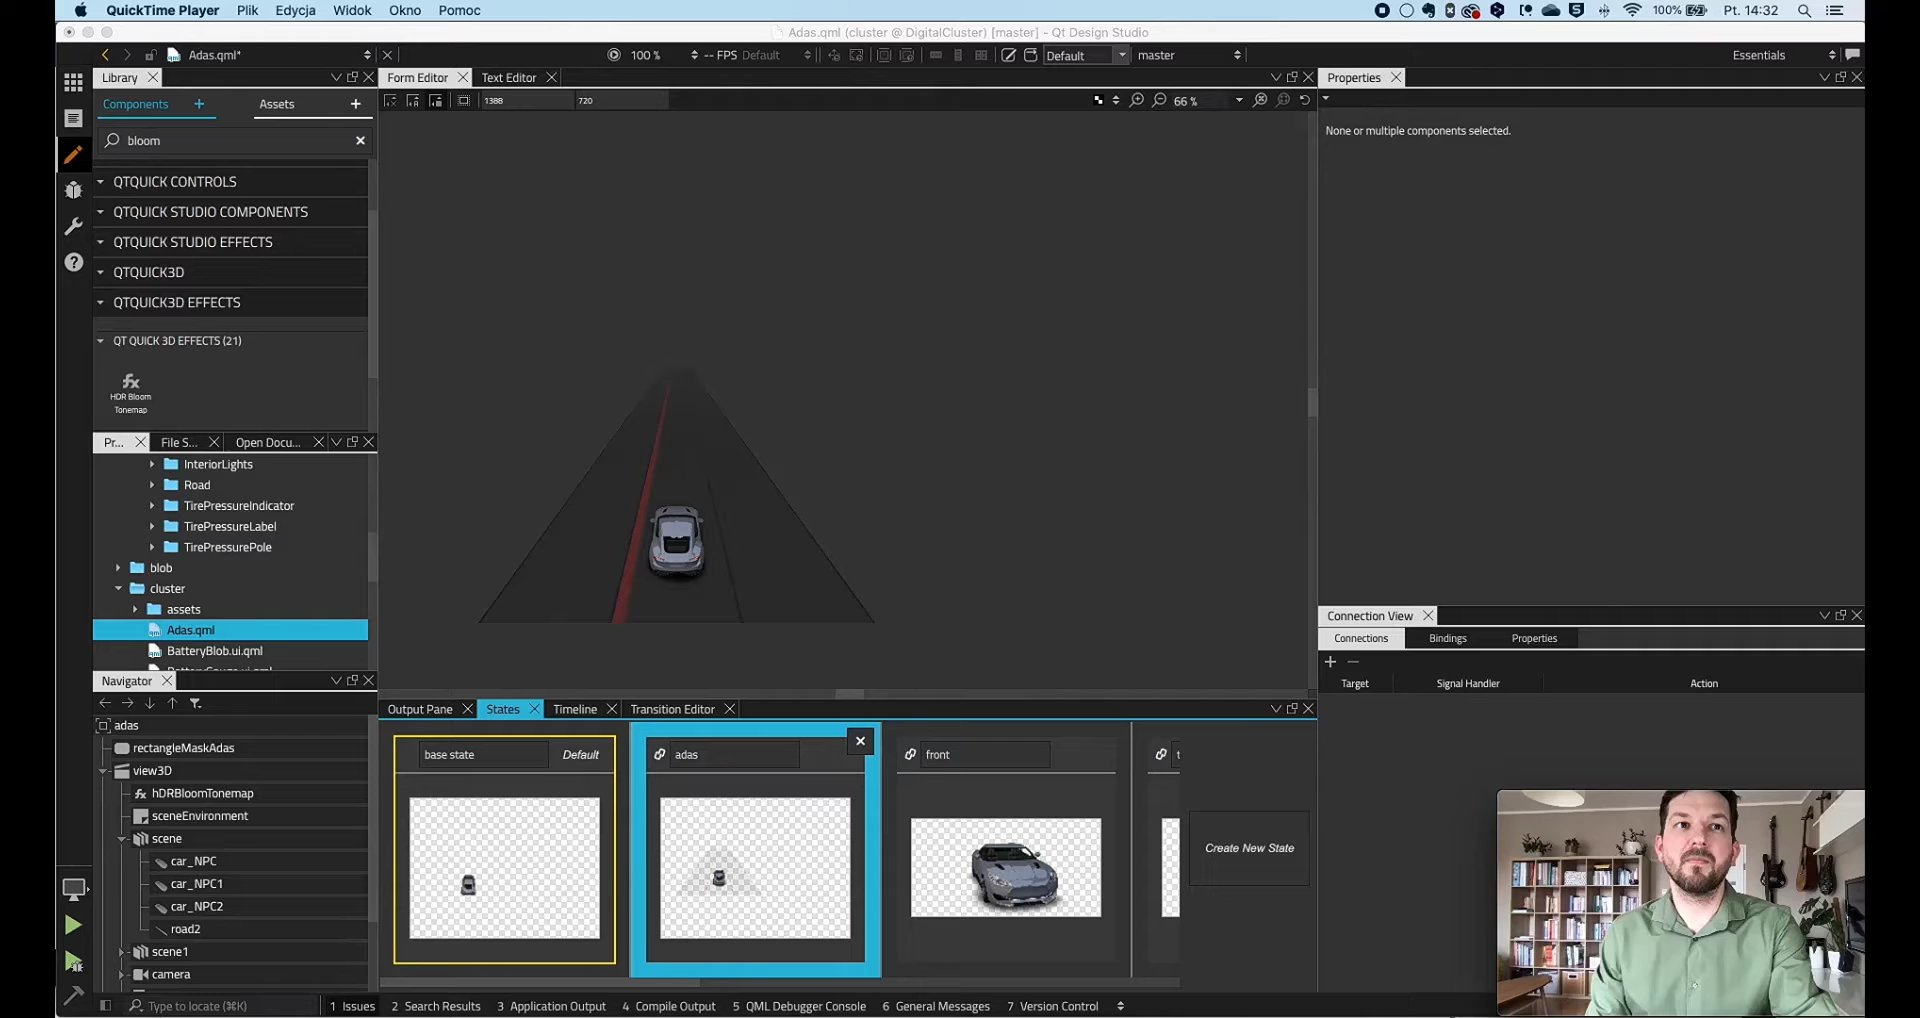 QuickTime Player Plik Edycja Widok Okno Pomoc 100% Pt. 14:32
Adas.qml (cluster @ DigitalCluster) [master] - Qt Design Studio
Adas.qml* 100 % -- FPS Default Default master Essentials
Library Form Editor Text Editor Properties
Components + Assets +
1388 720 66 %
bloom
None or multiple components selected.
QTQUICK CONTROLS
QTQUICK STUDIO COMPONENTS
QTQUICK STUDIO EFFECTS
QTQUICK3D
QTQUICK3D EFFECTS
QT QUICK 3D EFFECTS (21)
fx
HDR Bloom
Tonemap
Pr... File S... Open Docu...
InteriorLights
Road
TirePressureIndicator
TirePressureLabel
TirePressurePole
blob
cluster
assets
Adas.qml
BatteryBlob.ui.qml
Navigator
adas
rectangleMaskAdas
view3D
fx hDRBloomTonemap
sceneEnvironment
scene
car_NPC
car_NPC1
car_NPC2
road2
scene1
camera
Output Pane States Timeline Transition Editor
base state Default
adas
front
t
Create New State
Connection View
Connections Bindings Properties
Target Signal Handler Action
Type to locate (⌘K) 1 Issues 2 Search Results 3 Application Output 4 Compile Output 5 QML Debugger Console 6 General Messages 7 Version Control